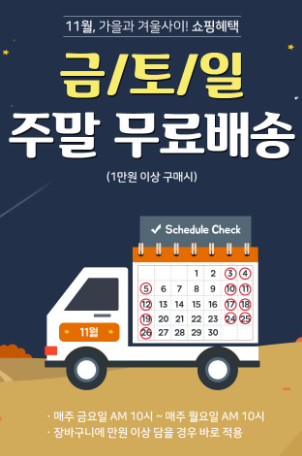 11월, 가을과 겨울사이! 쇼핑혜택
금/토/일
주말 무료배송
(1만원 이상 구매시)
✓ Schedule Check
1 2 3 4
5 6 7 8 9 10 11
12 13 14 15 16 17 18
19 20 21 22 23 24 25
26 27 28 29 30
11월
· 매주 금요일 AM 10시 ~ 매주 월요일 AM 10시
· 장바구니에 만원 이상 담을 경우 바로 적용